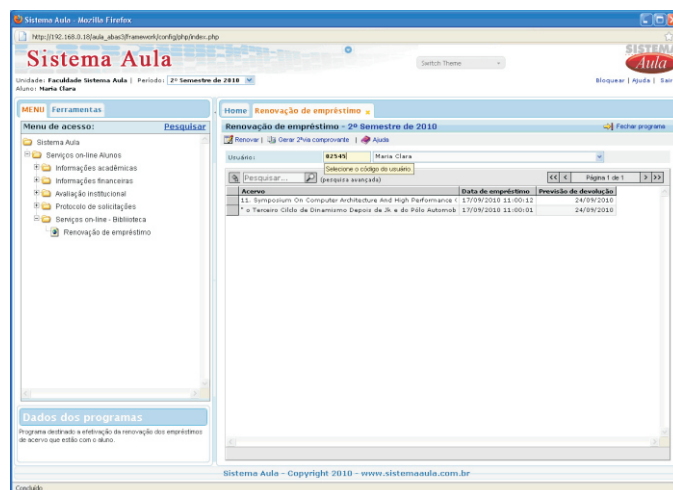 Sistema Aula - Mozilla Firefox
http://192.168.0.18/aula_abas3/framework/config/php/index.php
Sistema Aula
Switch Theme
SISTEMA
Aula
Unidade: Faculdade Sistema Aula | Período: 2º Semestre de 2010
Bloquear | Ajuda | Sair
Aluno: Maria Clara
MENU Ferramentas
Home Renovação de empréstimo x
Menu de acesso: Pesquisar
Renovação de empréstimo - 2º Semestre de 2010
Fechar programa
Renovar | Gerar 2ªvia comprovante | Ajuda
Sistema Aula
Serviços on-line Alunos
Informações acadêmicas
Informações financeiras
Avaliação institucional
Protocolo de solicitações
Serviços on-line - Biblioteca
Renovação de empréstimo
Usuário: 02545 Maria Clara
Selecione o código do usuário.
Pesquisar... (pesquisa avançada)
<< < Página 1 de 1 > >>
Acervo Data de empréstimo Previsão de devolução
11. Symposium On Computer Architecture And High Performance 17/09/2010 11:00:12 24/09/2010
* o Terceiro Ciclo de Dinamismo Depois de Jk e do Pólo Automob 17/09/2010 11:00:01 24/09/2010
Dados dos programas
Programa destinado a efetivação da renovação dos empréstimos
de acervo que estão com o aluno.
Sistema Aula - Copyright 2010 - www.sistemaaula.com.br
Concluído